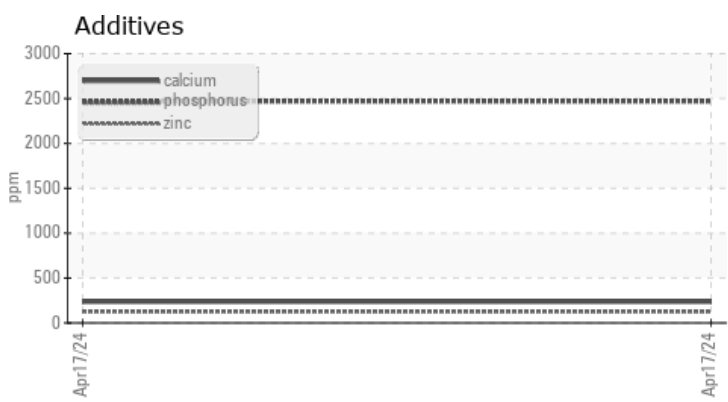 Additives
3000
2500
2000
1500
1000
500
0
ppm
calcium
phosphorus
zinc
Apr17/24
Apr17/24